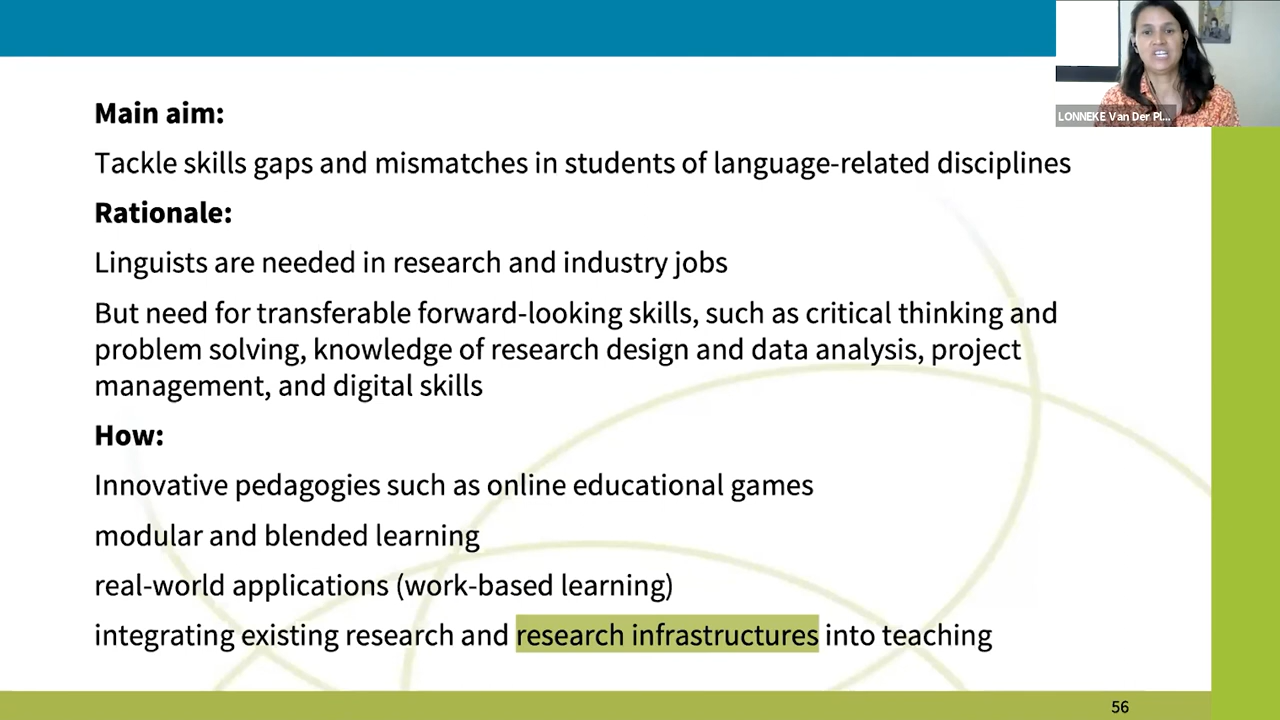 LONNEKE Van Der Pl...
Main aim:
Tackle skills gaps and mismatches in students of language-related disciplines
Rationale:
Linguists are needed in research and industry jobs
But need for transferable forward-looking skills, such as critical thinking and
problem solving, knowledge of research design and data analysis, project
management, and digital skills
How:
Innovative pedagogies such as online educational games
modular and blended learning
real-world applications (work-based learning)
integrating existing research and research infrastructures into teaching
56